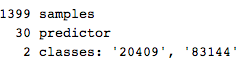 1399 samples
30 predictor
2 classes: '20409', '83144'